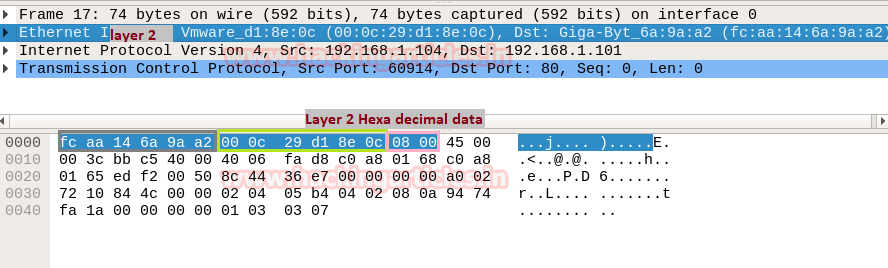 Frame 17: 74 bytes on wire (592 bits), 74 bytes captured (592 bits) on interface 0
Ethernet I layer 2 Vmware_d1:8e:0c (00:0c:29:d1:8e:0c), Dst: Giga-Byt_6a:9a:a2 (fc:aa:14:6a:9a:a2)
Internet Protocol Version 4, Src: 192.168.1.104, Dst: 192.168.1.101
www.hackingarticles.in
Transmission Control Protocol, Src Port: 60914, Dst Port: 80, Seq: 0, Len: 0
Layer 2 Hexa decimal data
0000 fc aa 14 6a 9a a2 00 0c 29 d1 8e 0c 08 00 45 00 ...j.... ).....E.
0010 00 3c bb c5 40 00 40 06 fa d8 c0 a8 01 68 c0 a8 .<..@.@. .....h..
0020 01 65 ed f2 00 50 8c 44 36 e7 00 00 00 00 a0 02 .e...P.D 6.......
www.hackingarticles.in
0030 72 10 84 4c 00 00 02 04 05 b4 04 02 08 0a 94 74 r..L.... .......t
0040 fa 1a 00 00 00 00 01 03 03 07 ........ ..